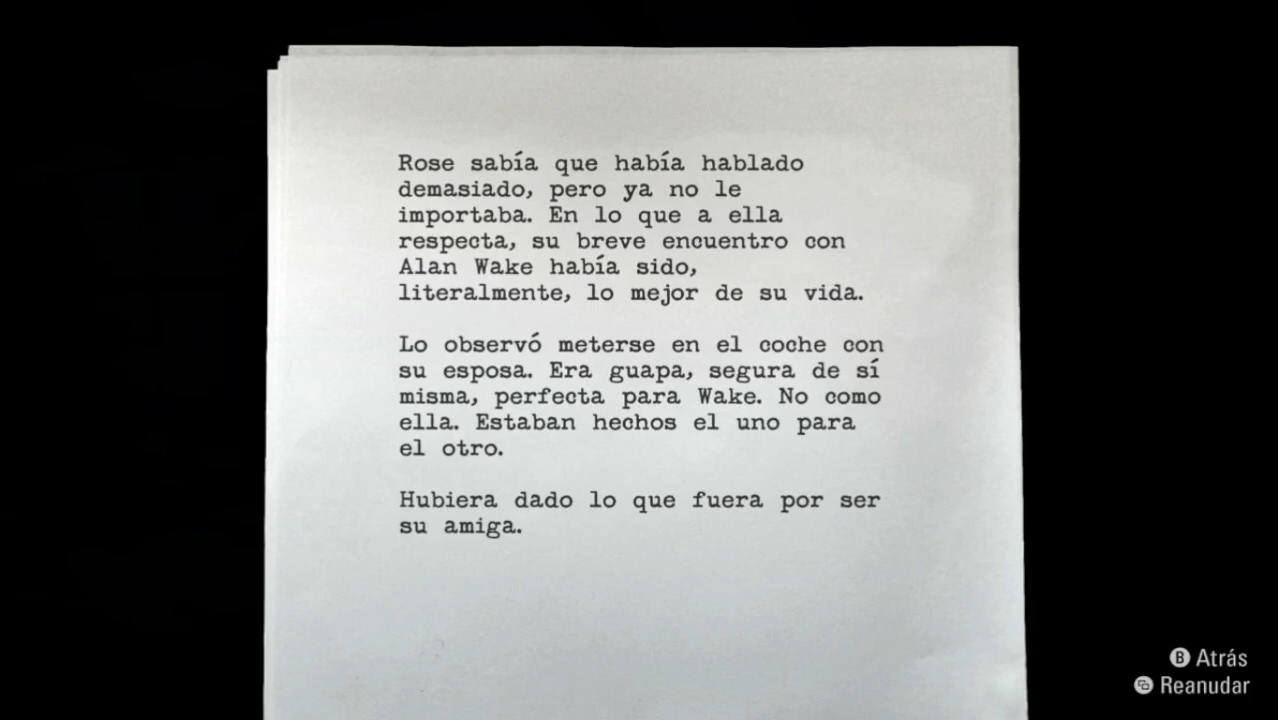 Rose sabía que había hablado
demasiado, pero ya no le
importaba. En lo que a ella
respecta, su breve encuentro con
Alan Wake había sido,
literalmente, lo mejor de su vida.
Lo observó meterse en el coche con
su esposa. Era guapa, segura de sí
misma, perfecta para Wake. No como
ella. Estaban hechos el uno para
el otro.
Hubiera dado lo que fuera por ser
su amiga.
B Atrás
Reanudar